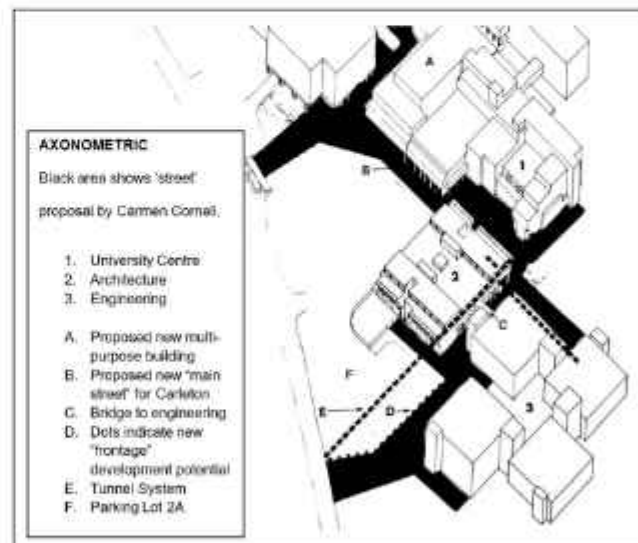 AXONOMETRIC
Black area shows 'street'
proposal by Carmen Corneil.
1. University Centre
2. Architecture
3. Engineering
A. Proposed new multi-
purpose building
B. Proposed new "main
street" for Carleton
C. Bridge to engineering
D. Dots indicate new
"frontage"
development potential
E. Tunnel System
F. Parking Lot 2A
A
1
B
2
C
F
E
D
3